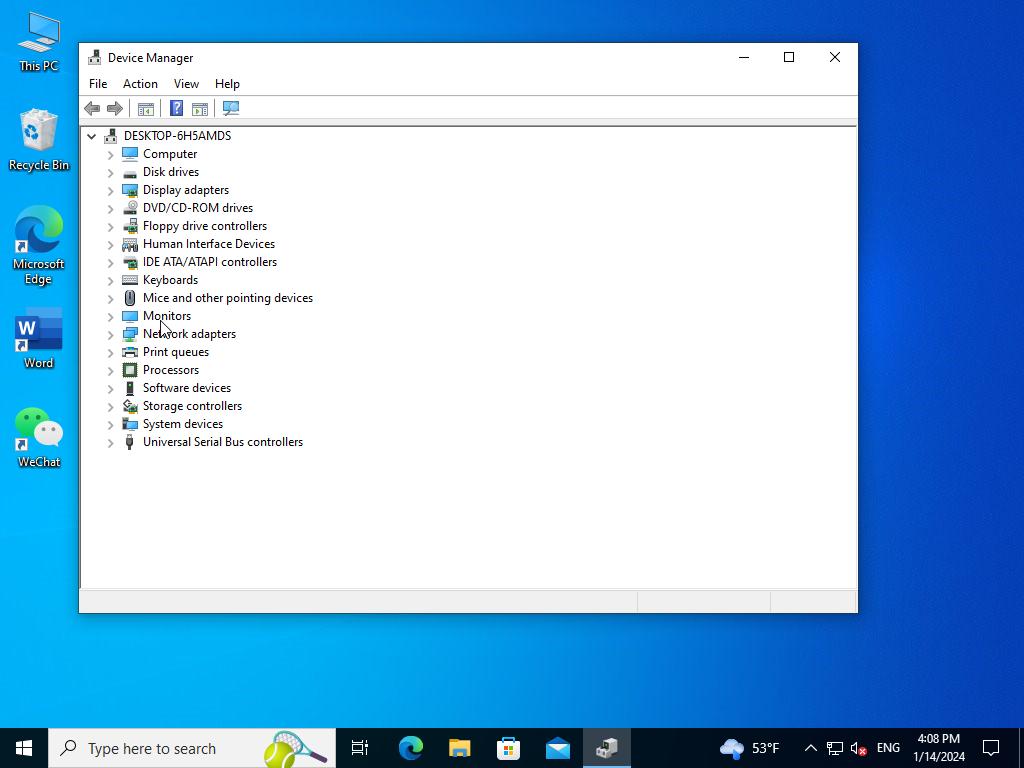 This PC
Recycle Bin
Microsoft
Edge
W
Word
WeChat
Device Manager
File Action View Help
?
DESKTOP-6H5AMDS
Computer
Disk drives
Display adapters
DVD/CD-ROM drives
Floppy drive controllers
Human Interface Devices
IDE ATA/ATAPI controllers
Keyboards
Mice and other pointing devices
Monitors
Network adapters
Print queues
Processors
Software devices
Storage controllers
System devices
Universal Serial Bus controllers
Type here to search
53°F
ENG
4:08 PM
1/14/2024